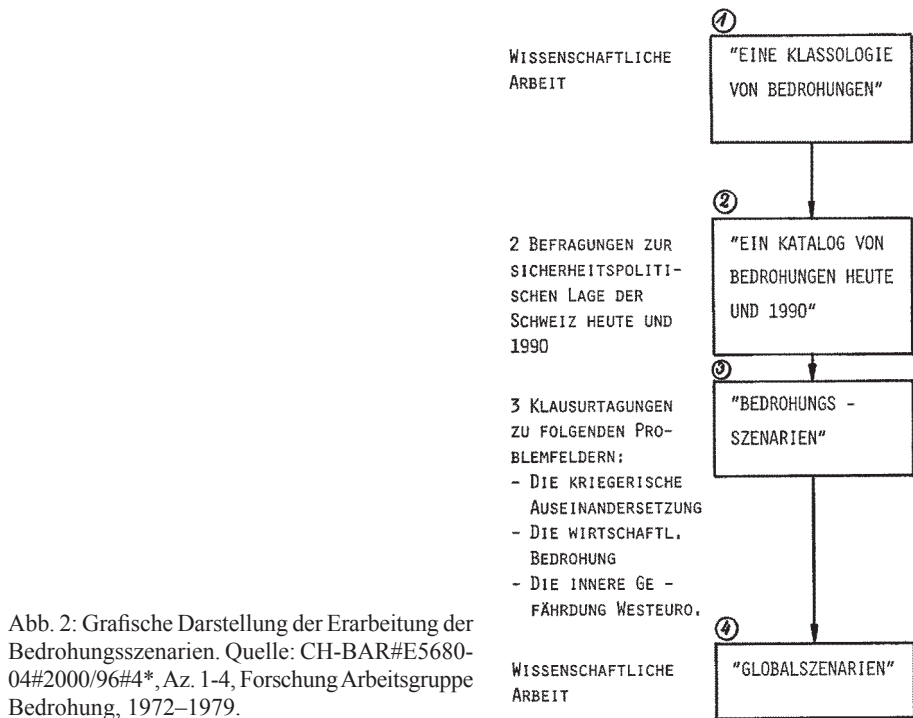 ①
WISSENSCHAFTLICHE
ARBEIT
"EINE KLASSOLOGIE
VON BEDROHUNGEN"
②
2 BEFRAGUNGEN ZUR
SICHERHEITSPOLITI-
SCHEN LAGE DER
SCHWEIZ HEUTE UND
1990
"EIN KATALOG VON
BEDROHUNGEN HEUTE
UND 1990"
③
3 KLAUSURTAGUNGEN
ZU FOLGENDEN PRO-
BLEMFELDERN:
- DIE KRIEGERISCHE
AUSEINANDERSETZUNG
- DIE WIRTSCHAFTL.
BEDROHUNG
- DIE INNERE GE -
FÄHRDUNG WESTEURO.
"BEDROHUNGS -
SZENARIEN"
④
WISSENSCHAFTLICHE
ARBEIT
"GLOBALSZENARIEN"
Abb. 2: Grafische Darstellung der Erarbeitung der
Bedrohungsszenarien. Quelle: CH-BAR#E5680-
04#2000/96#4*, Az. 1-4, Forschung Arbeitsgruppe
Bedrohung, 1972–1979.